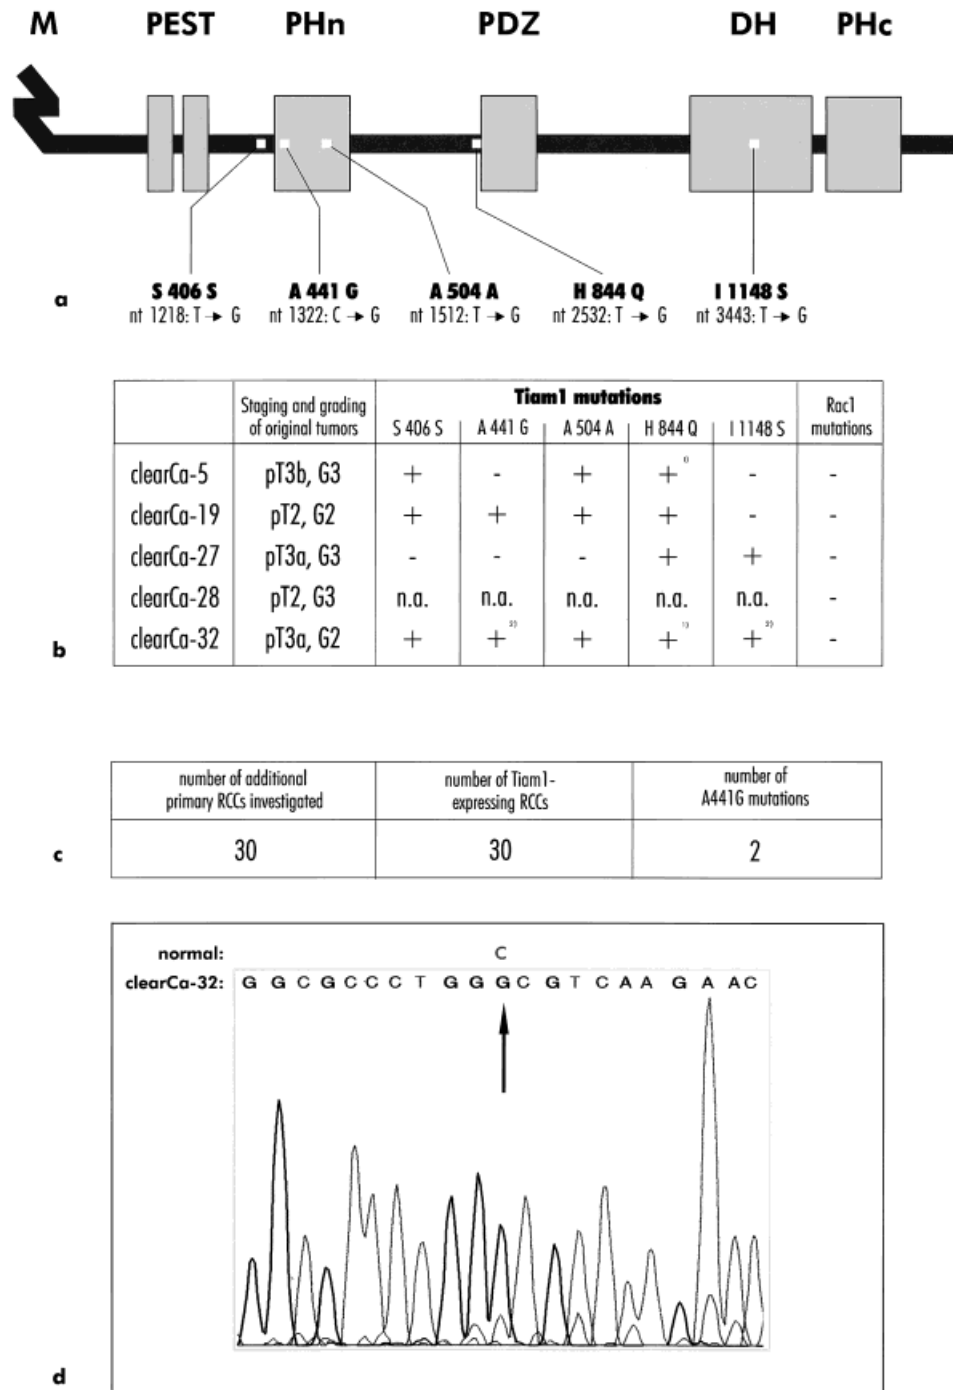 M PEST PHn PDZ DH PHc
S 406 S A 441 G A 504 A H 844 Q I 1148 S
a nt 1218: T → G nt 1322: C → G nt 1512: T → G nt 2532: T → G nt 3443: T → G
Staging and grading of original tumors Tiam1 mutations Rac1 mutations
S 406 S A 441 G A 504 A H 844 Q I 1148 S
clearCa-5 pT3b, G3 + - + + 1) - -
clearCa-19 pT2, G2 + + + + - -
clearCa-27 pT3a, G3 - - - + + -
clearCa-28 pT2, G3 n.a. n.a. n.a. n.a. n.a. -
b clearCa-32 pT3a, G2 + + 2) + + 1) + 2) -
number of additional primary RCCs investigated number of Tiam1-expressing RCCs number of A441G mutations
c 30 30 2
normal: C
clearCa-32: G G C G C C C T G G G C G T C A A G A A C
d